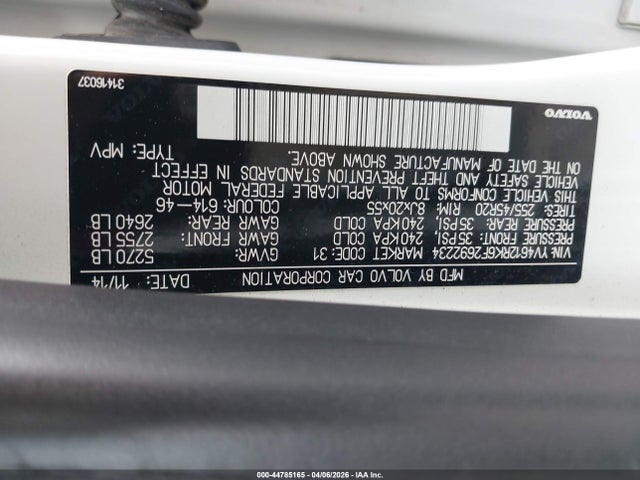 MFD BY VOLVO CAR CORPORATION DATE: 11/14
MARKET CODE: 31 GVWR: 5270 LB
240KPA COLD GAWR FRONT: 2755 LB
240KPA COLD GAWR REAR: 2640 LB
8Jx20x55 COLOUR: 614-46
VIN: YV4612RK6F2692234
PRESSURE FRONT: 35PSI,
PRESSURE REAR: 35PSI,
TIRES: 255/45R20 RIM:
THIS VEHICLE CONFORMS TO ALL APPLICABLE FEDERAL MOTOR
VEHICLE SAFETY AND THEFT PREVENTION STANDARDS IN EFFECT
ON THE DATE OF MANUFACTURE SHOWN ABOVE. TYPE: MPV
VOLVO
31416037
000-44785165 - 04/06/2026 - IAA Inc.